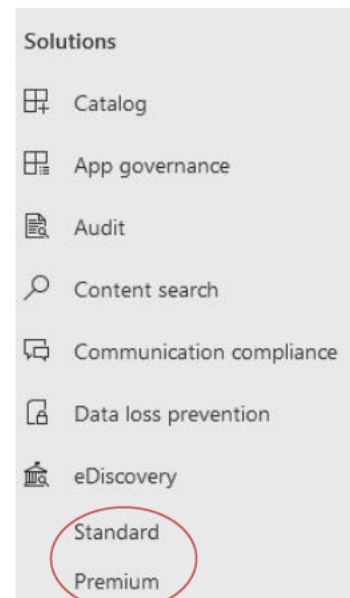 Solutions
Catalog
App governance
Audit
Content search
Communication compliance
Data loss prevention
eDiscovery
Standard
Premium